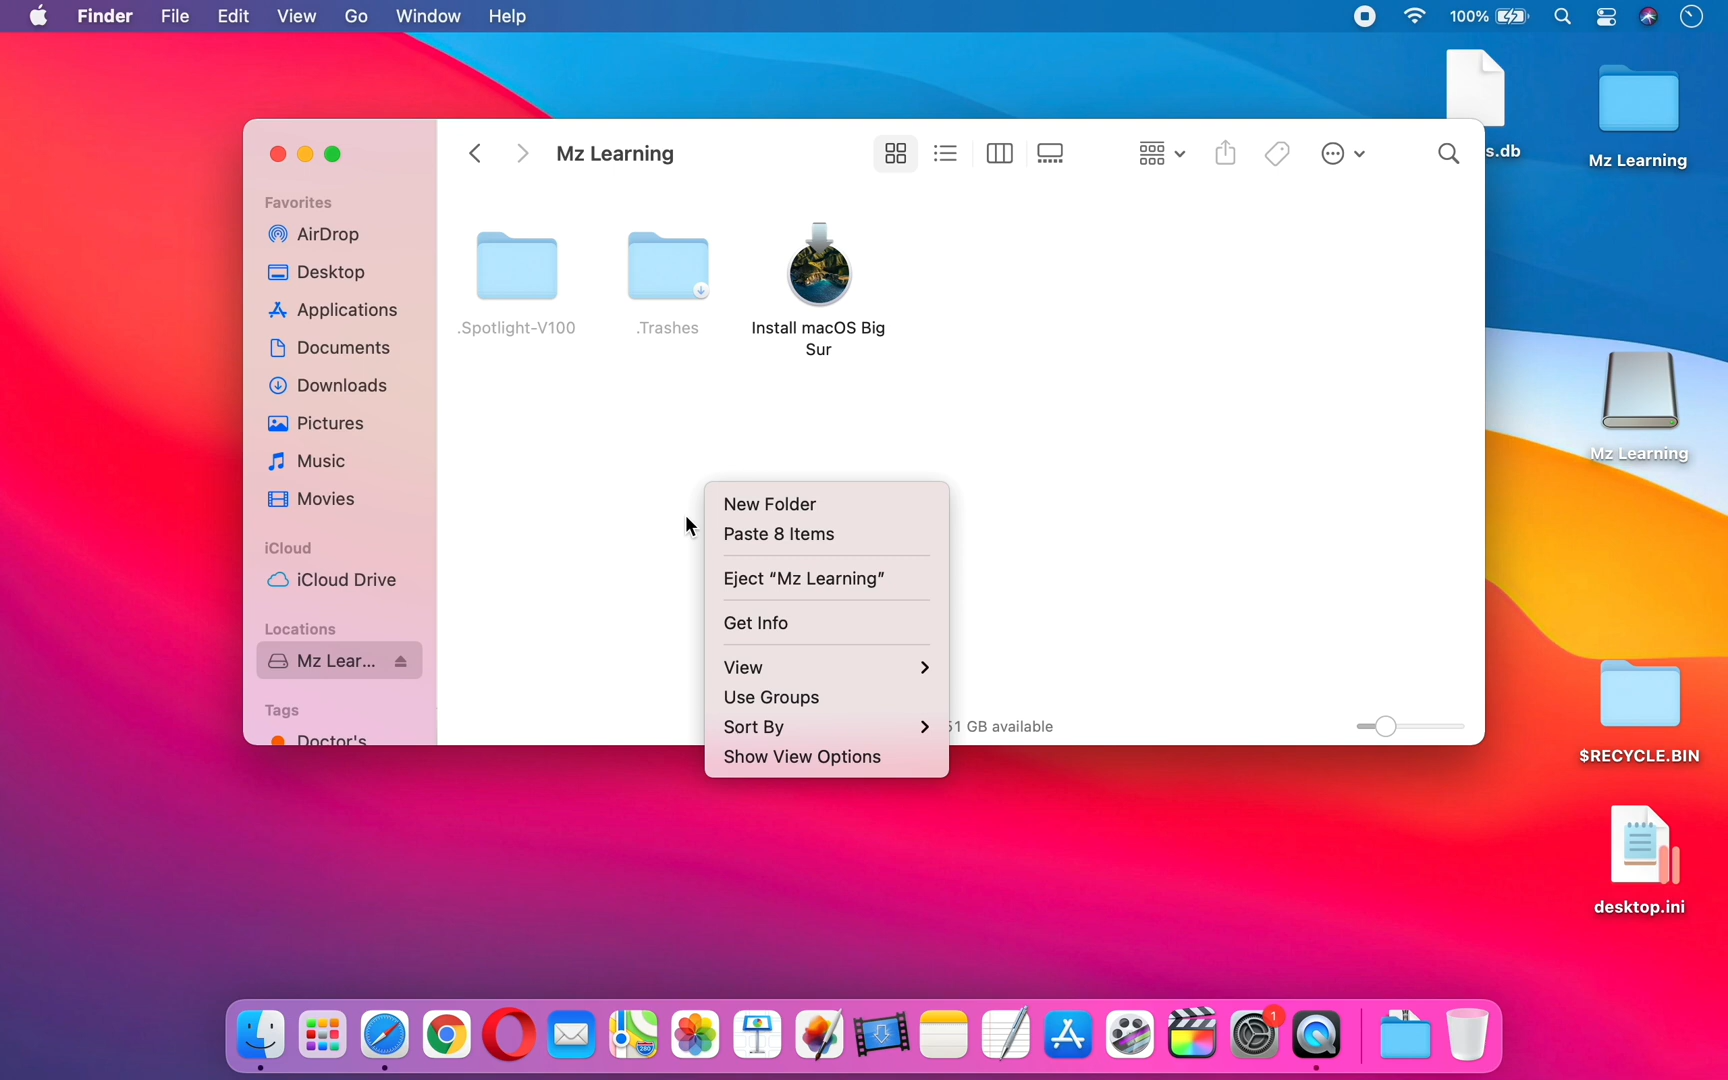 Finder File Edit View Go Window Help
100%
s.db
Mz Learning
Mz Learning
Favorites
AirDrop
Desktop
Applications
Documents
Downloads
Pictures
Music
Movies
iCloud
iCloud Drive
Locations
Mz Lear...
Tags
Doctor's
.Spotlight-V100
.Trashes
Install macOS Big
Sur
New Folder
Paste 8 Items
Eject “Mz Learning”
Get Info
View
Use Groups
Sort By
Show View Options
51 GB available
Mz Learning
$RECYCLE.BIN
desktop.ini
280
1